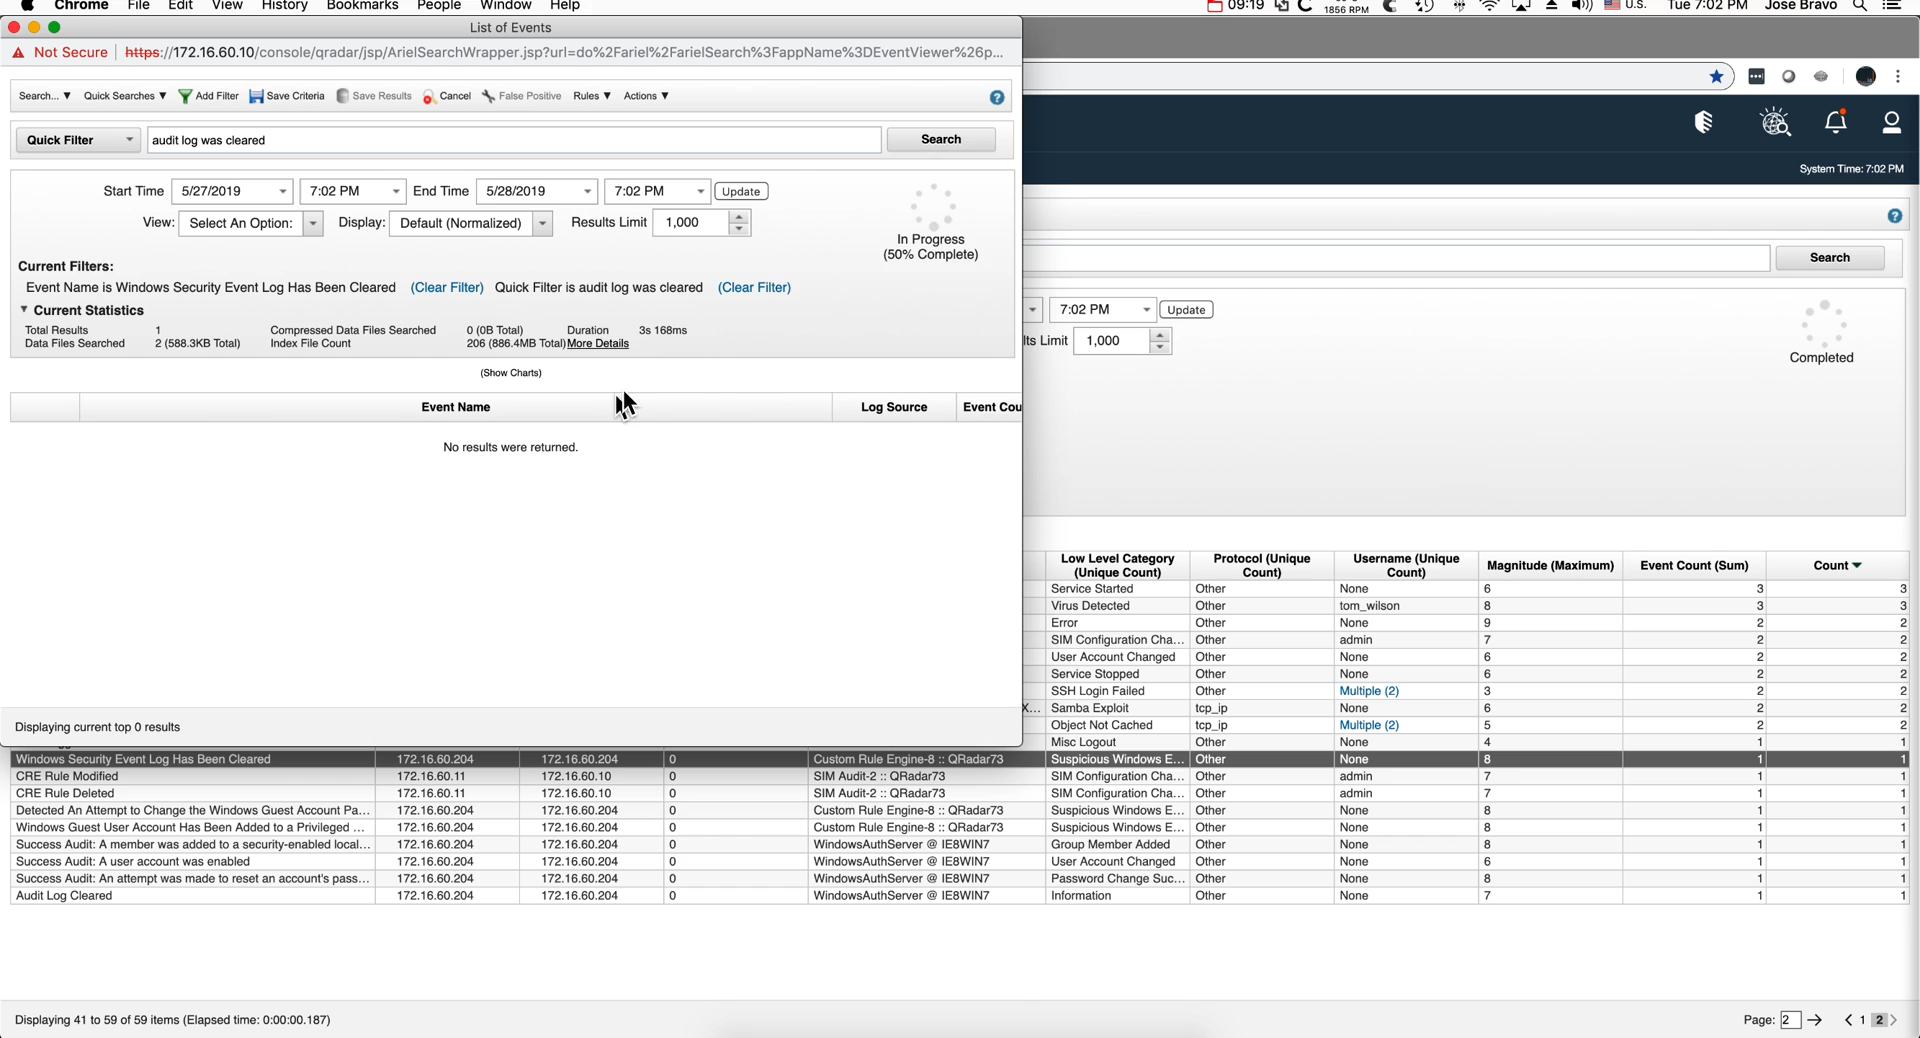 Chrome File Edit View History Bookmarks People Window Help 09:19 1856 RPM U.S. Tue 7:02 PM Jose Bravo
List of Events
Not Secure https://172.16.60.10/console/qradar/jsp/ArielSearchWrapper.jsp?url=do%2Fariel%2FarielSearch%3FappName%3DEventViewer%26p...
Search... ▼ Quick Searches ▼ Add Filter Save Criteria Save Results Cancel False Positive Rules ▼ Actions ▼ ?
Quick Filter audit log was cleared Search
System Time: 7:02 PM
Start Time 5/27/2019 7:02 PM End Time 5/28/2019 7:02 PM Update
View: Select An Option: Display: Default (Normalized) Results Limit 1,000
In Progress
(50% Complete)
?
Search
Current Filters:
Event Name is Windows Security Event Log Has Been Cleared (Clear Filter) Quick Filter is audit log was cleared (Clear Filter)
▼ Current Statistics
Total Results 1 Compressed Data Files Searched 0 (0B Total) Duration 3s 168ms
Data Files Searched 2 (588.3KB Total) Index File Count 206 (886.4MB Total) More Details
7:02 PM Update
lts Limit 1,000
Completed
(Show Charts)
Event Name Log Source Event Cou
No results were returned.
Displaying current top 0 results
Low Level Category (Unique Count) Protocol (Unique Count) Username (Unique Count) Magnitude (Maximum) Event Count (Sum) Count ▼
Service Started Other None 6 3 3
Virus Detected Other tom_wilson 8 3 3
Error Other None 9 2 2
SIM Configuration Cha... Other admin 7 2 2
User Account Changed Other None 6 2 2
Service Stopped Other None 6 2 2
SSH Login Failed Other Multiple (2) 3 2 2
X... Samba Exploit tcp_ip None 6 2 2
Object Not Cached tcp_ip Multiple (2) 5 2 2
Misc Logout Other None 4 1 1
Windows Security Event Log Has Been Cleared 172.16.60.204 172.16.60.204 0 Custom Rule Engine-8 :: QRadar73 Suspicious Windows E... Other None 8 1 1
CRE Rule Modified 172.16.60.11 172.16.60.10 0 SIM Audit-2 :: QRadar73 SIM Configuration Cha... Other admin 7 1 1
CRE Rule Deleted 172.16.60.11 172.16.60.10 0 SIM Audit-2 :: QRadar73 SIM Configuration Cha... Other admin 7 1 1
Detected An Attempt to Change the Windows Guest Account Pa... 172.16.60.204 172.16.60.204 0 Custom Rule Engine-8 :: QRadar73 Suspicious Windows E... Other None 8 1 1
Windows Guest User Account Has Been Added to a Privileged ... 172.16.60.204 172.16.60.204 0 Custom Rule Engine-8 :: QRadar73 Suspicious Windows E... Other None 8 1 1
Success Audit: A member was added to a security-enabled local... 172.16.60.204 172.16.60.204 0 WindowsAuthServer @ IE8WIN7 Group Member Added Other None 8 1 1
Success Audit: A user account was enabled 172.16.60.204 172.16.60.204 0 WindowsAuthServer @ IE8WIN7 User Account Changed Other None 6 1 1
Success Audit: An attempt was made to reset an account's pass... 172.16.60.204 172.16.60.204 0 WindowsAuthServer @ IE8WIN7 Password Change Suc... Other None 8 1 1
Audit Log Cleared 172.16.60.204 172.16.60.204 0 WindowsAuthServer @ IE8WIN7 Information Other None 7 1 1
Displaying 41 to 59 of 59 items (Elapsed time: 0:00:00.187) Page: 2 → < 1 2 >